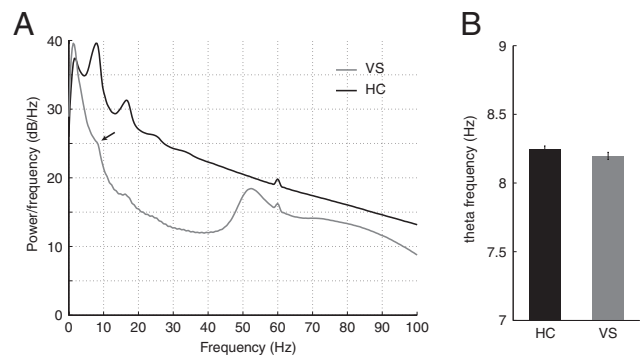 A
40
30
20
10
0
Power/frequency (dB/Hz)
0 10 20 30 40 50 60 70 80 90 100
Frequency (Hz)
VS
HC
B
9
8.5
8
7.5
7
theta frequency (Hz)
HC VS